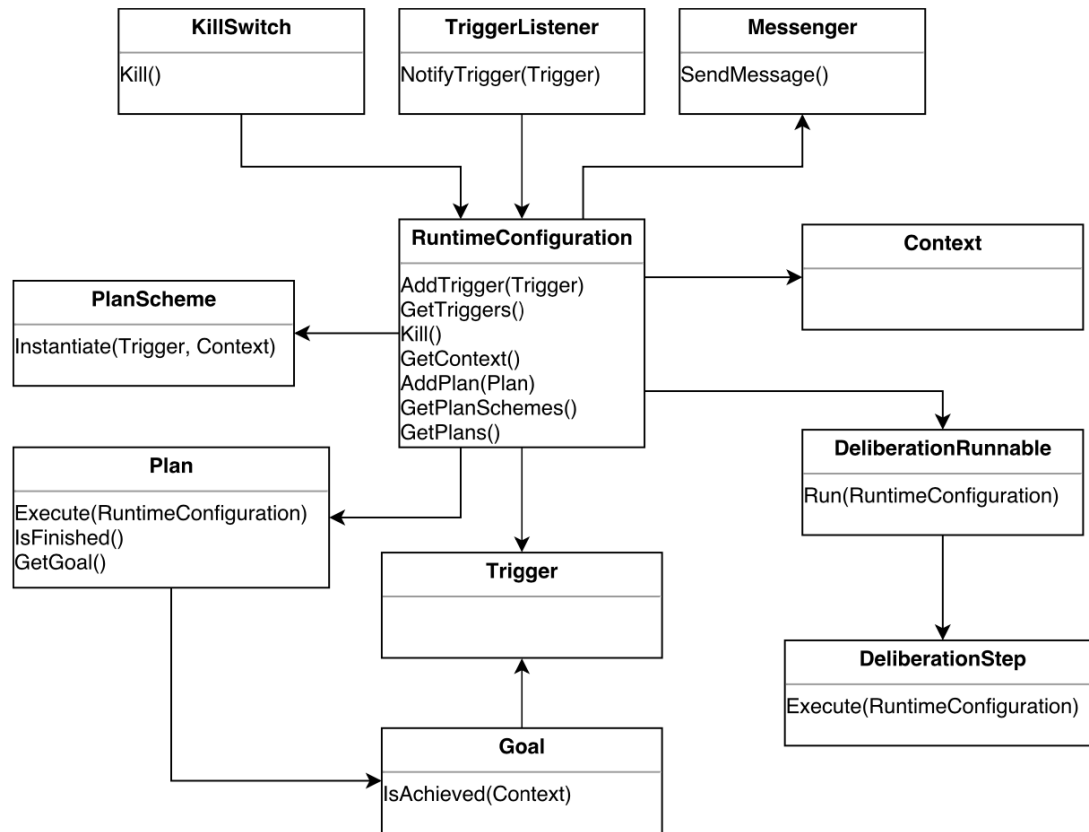 KillSwitch
Kill()
TriggerListener
NotifyTrigger(Trigger)
Messenger
SendMessage()
RuntimeConfiguration
AddTrigger(Trigger)
GetTriggers()
Kill()
GetContext()
AddPlan(Plan)
GetPlanSchemes()
GetPlans()
Context
PlanScheme
Instantiate(Trigger, Context)
Plan
Execute(RuntimeConfiguration)
IsFinished()
GetGoal()
DeliberationRunnable
Run(RuntimeConfiguration)
Trigger
DeliberationStep
Execute(RuntimeConfiguration)
Goal
IsAchieved(Context)